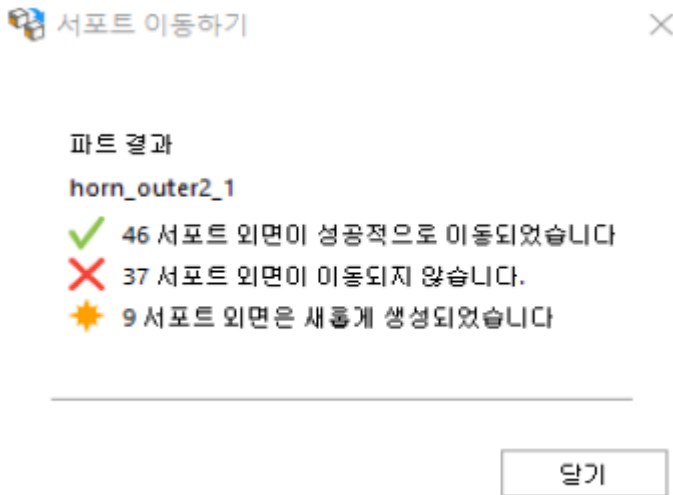 서포트 이동하기
파트 결과
horn_outer2_1
46 서포트 외면이 성공적으로 이동되었습니다
37 서포트 외면이 이동되지 않습니다.
9 서포트 외면은 새롭게 생성되었습니다
닫기